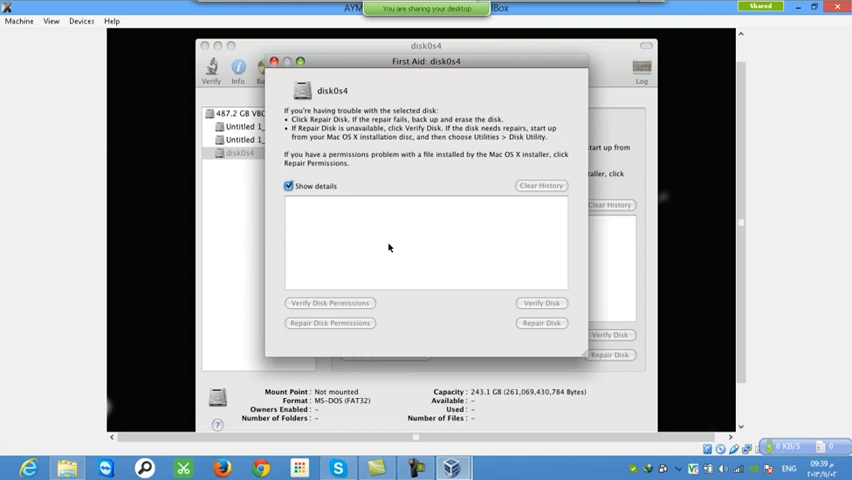 You are sharing your desktop
Shared
Machine View Devices Help
disk0s4
First Aid: disk0s4
Verify Info
Log
disk0s4
487.2 GB
Untitled 1
Untitled 1
disk0s4
If you're having trouble with the selected disk:
• Click Repair Disk. If the repair fails, back up and erase the disk.
• If Repair Disk is unavailable, click Verify Disk. If the disk needs repairs, start up
from your Mac OS X installation disc, and then choose Utilities > Disk Utility.
If you have a permissions problem with a file installed by the Mac OS X installer, click
Repair Permissions.
start up from
click
Show details
Clear History
Clear History
Verify Disk Permissions
Verify Disk
Repair Disk Permissions
Repair Disk
Verify Disk
Repair Disk
Mount Point : Not mounted
Format : MS-DOS (FAT32)
Owners Enabled : -
Number of Folders : -
Capacity : 243.1 GB (261,069,430,784 Bytes)
Available : -
Used : -
Number of Files : -
0 KB/S
0
ENG
09:39 م